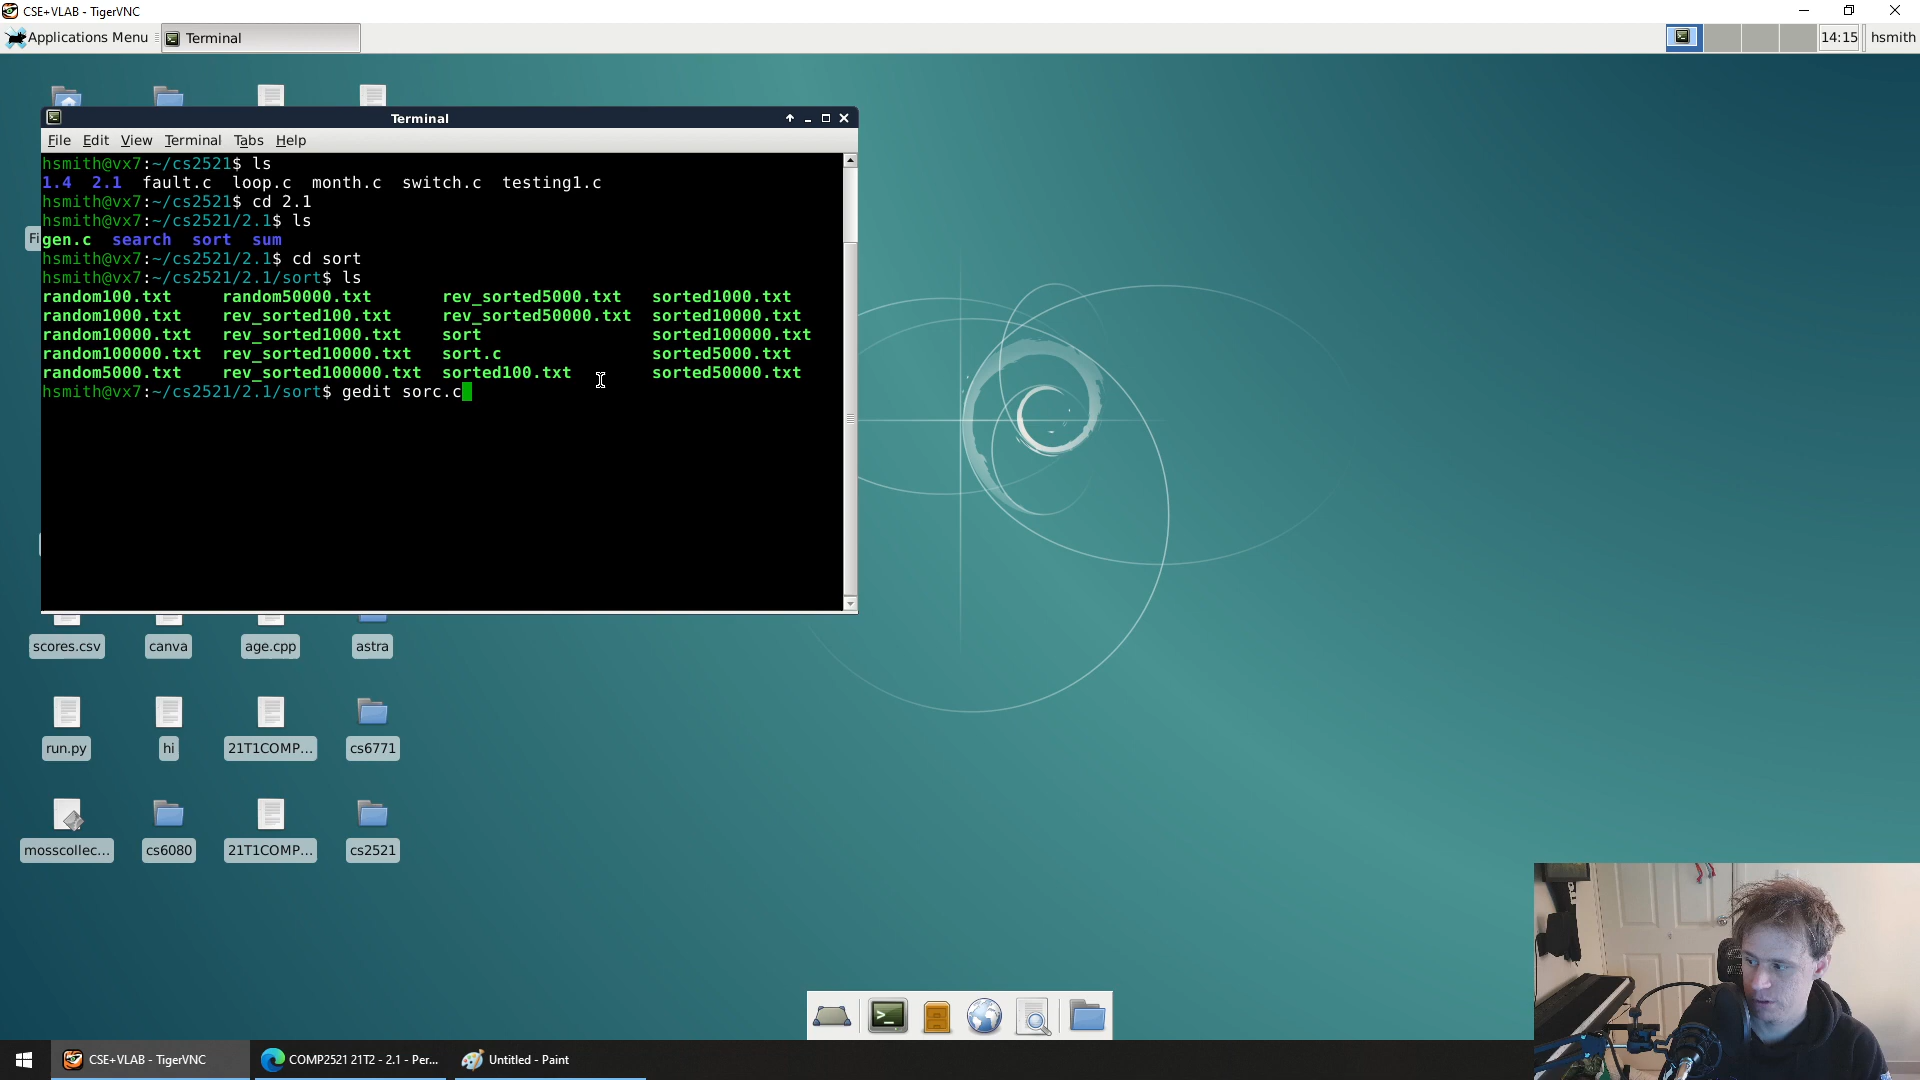 CSE+VLAB - TigerVNC
Applications Menu Terminal 14:15 hsmith
Terminal
File Edit View Terminal Tabs Help
hsmith@vx7:~/cs2521$ ls
1.4 2.1 fault.c loop.c month.c switch.c testing1.c
hsmith@vx7:~/cs2521$ cd 2.1
hsmith@vx7:~/cs2521/2.1$ ls
gen.c search sort sum
hsmith@vx7:~/cs2521/2.1$ cd sort
hsmith@vx7:~/cs2521/2.1/sort$ ls
random100.txt random50000.txt rev_sorted5000.txt sorted1000.txt
random1000.txt rev_sorted100.txt rev_sorted50000.txt sorted10000.txt
random10000.txt rev_sorted1000.txt sort sorted100000.txt
random100000.txt rev_sorted10000.txt sort.c sorted5000.txt
random5000.txt rev_sorted100000.txt sorted100.txt sorted50000.txt
hsmith@vx7:~/cs2521/2.1/sort$ gedit sorc.c
Fi
scores.csv canva age.cpp astra
run.py hi 21T1COMP... cs6771
mosscollec... cs6080 21T1COMP... cs2521
CSE+VLAB - TigerVNC COMP2521 21T2 - 2.1 - Per... Untitled - Paint